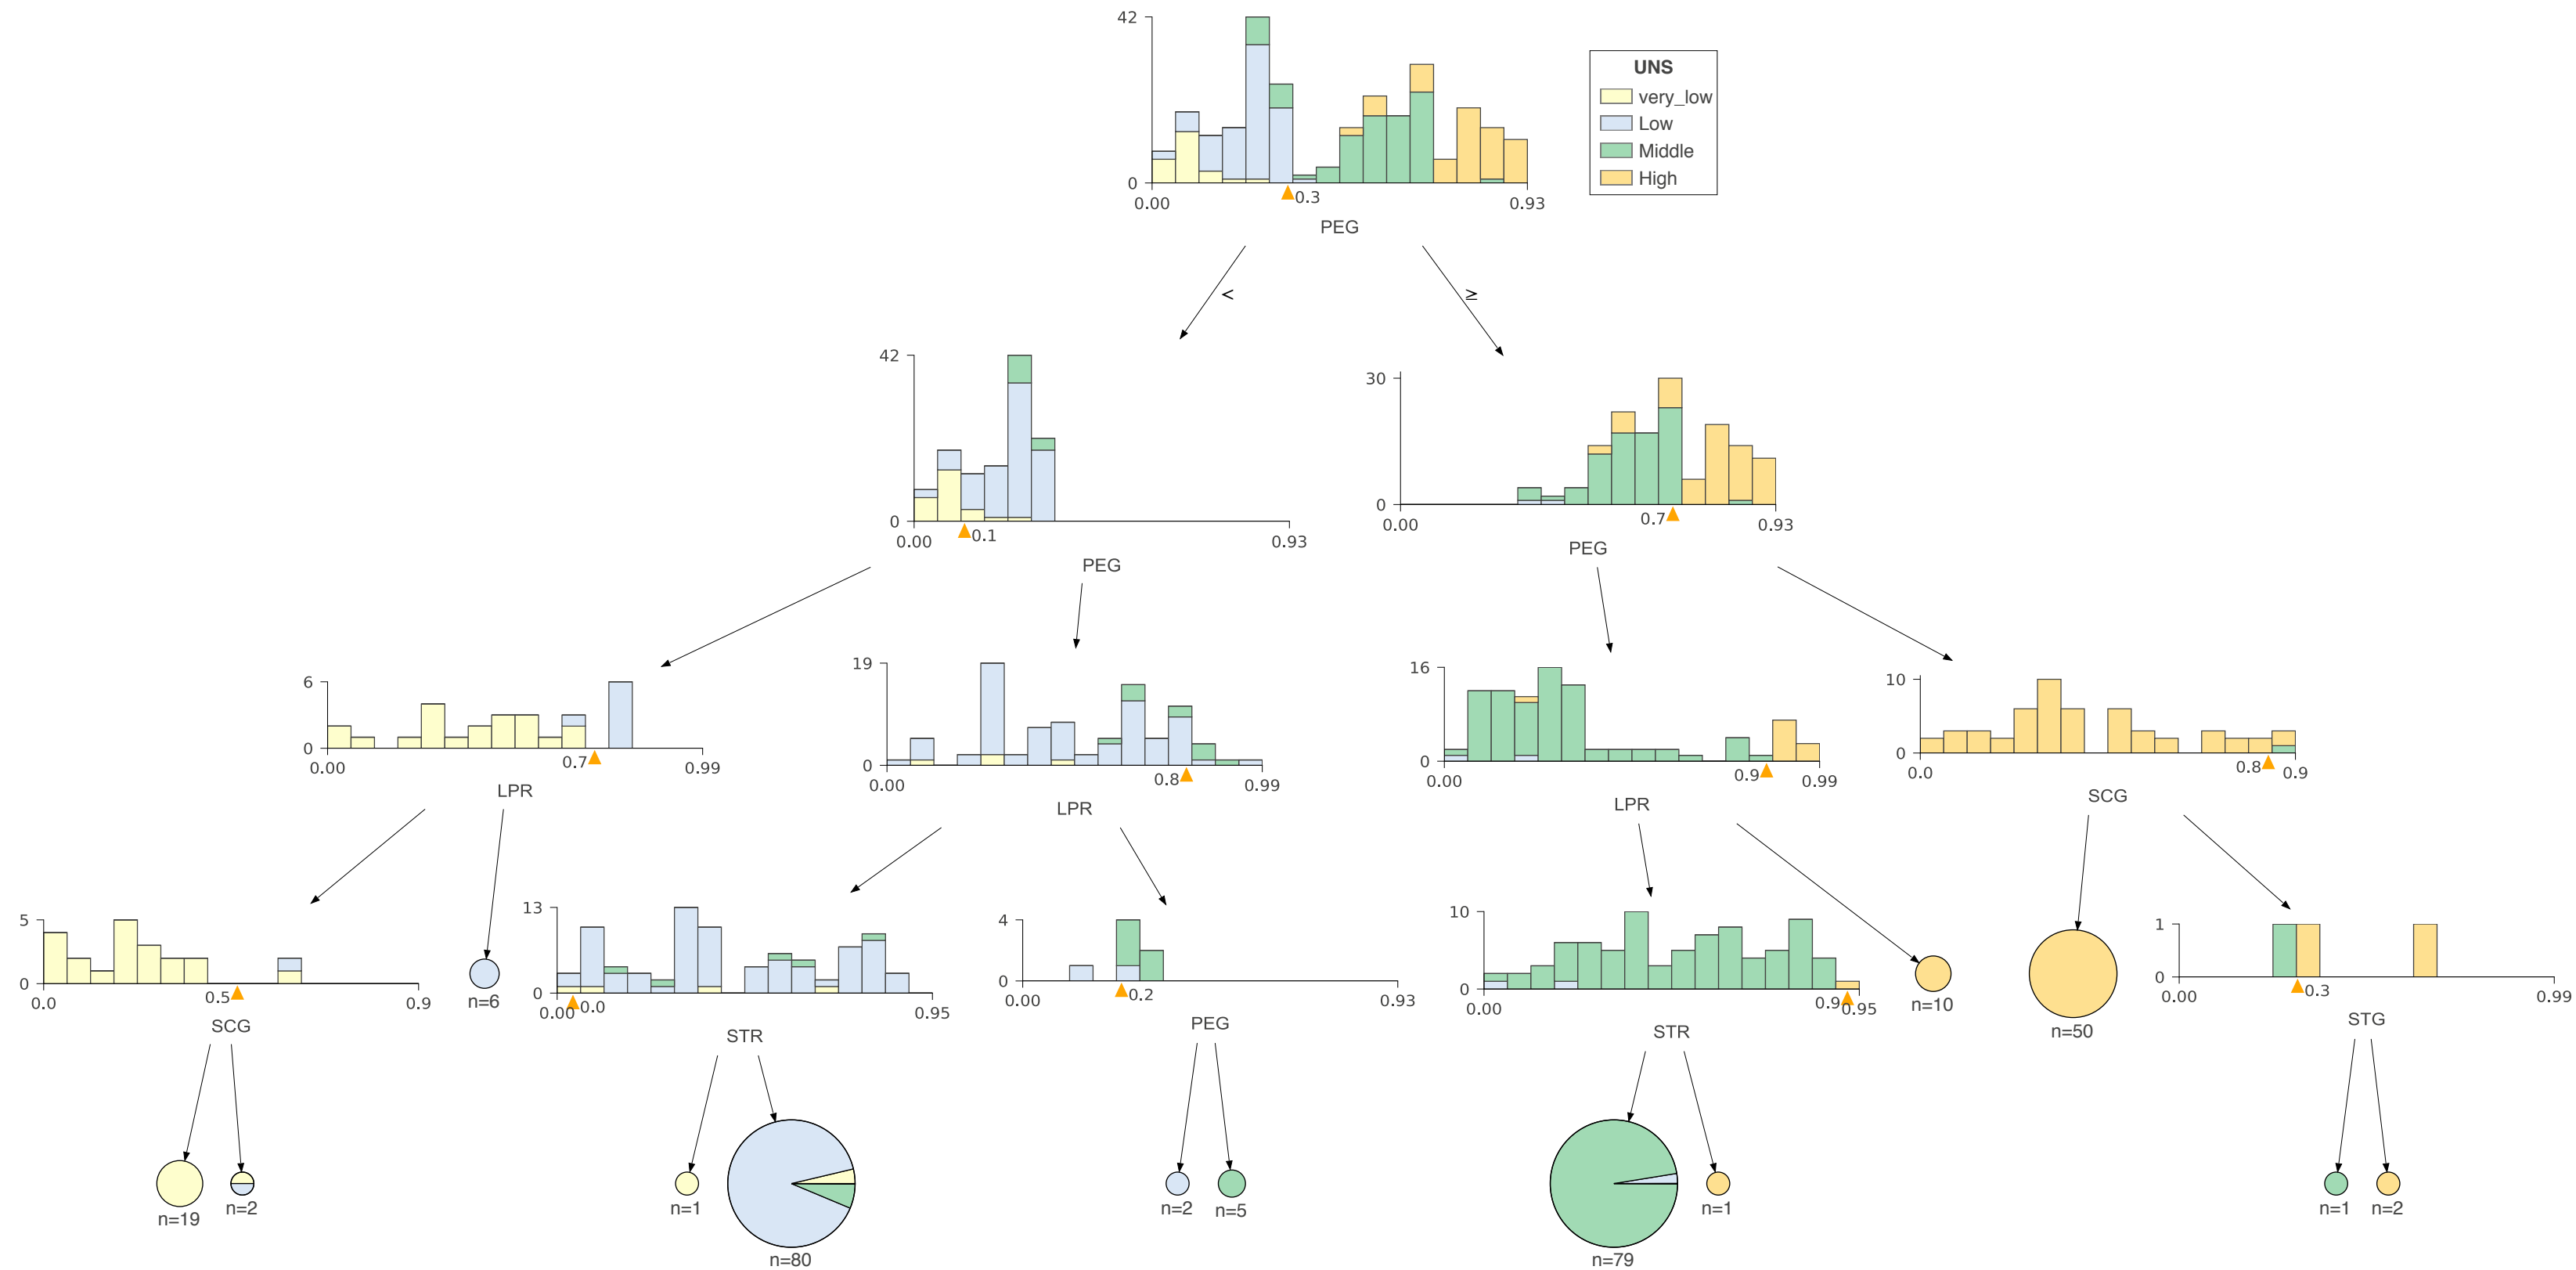 42
0
0.00
0.3
0.93
PEG
UNS
very_low
Low
Middle
High
<
≥
42
0
0.00
0.1
0.93
PEG
30
0
0.00
0.7
0.93
PEG
6
0
0.00
0.7
0.99
LPR
19
0
0.00
0.8
0.99
LPR
16
0
0.00
0.9
0.99
LPR
10
0
0.0
0.8
0.9
SCG
5
0
0.0
0.5
0.9
SCG
n=6
13
0
0.00
0.0
0.95
STR
4
0
0.00
0.2
0.93
PEG
10
0
0.00
0.9
0.95
STR
n=10
n=50
1
0
0.00
0.3
0.99
STG
n=19
n=2
n=1
n=80
n=2
n=5
n=79
n=1
n=1
n=2